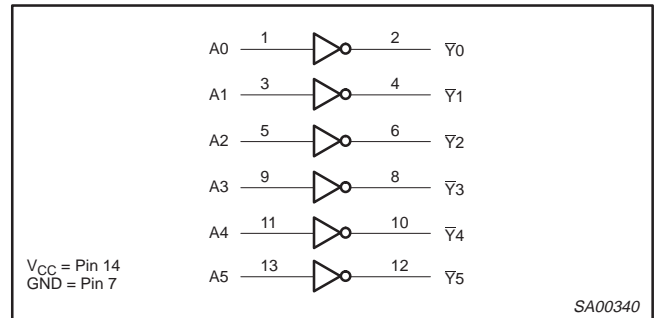 A0 1 2 Y̅0
A1 3 4 Y̅1
A2 5 6 Y̅2
A3 9 8 Y̅3
A4 11 10 Y̅4
A5 13 12 Y̅5
VCC = Pin 14
GND = Pin 7
SA00340